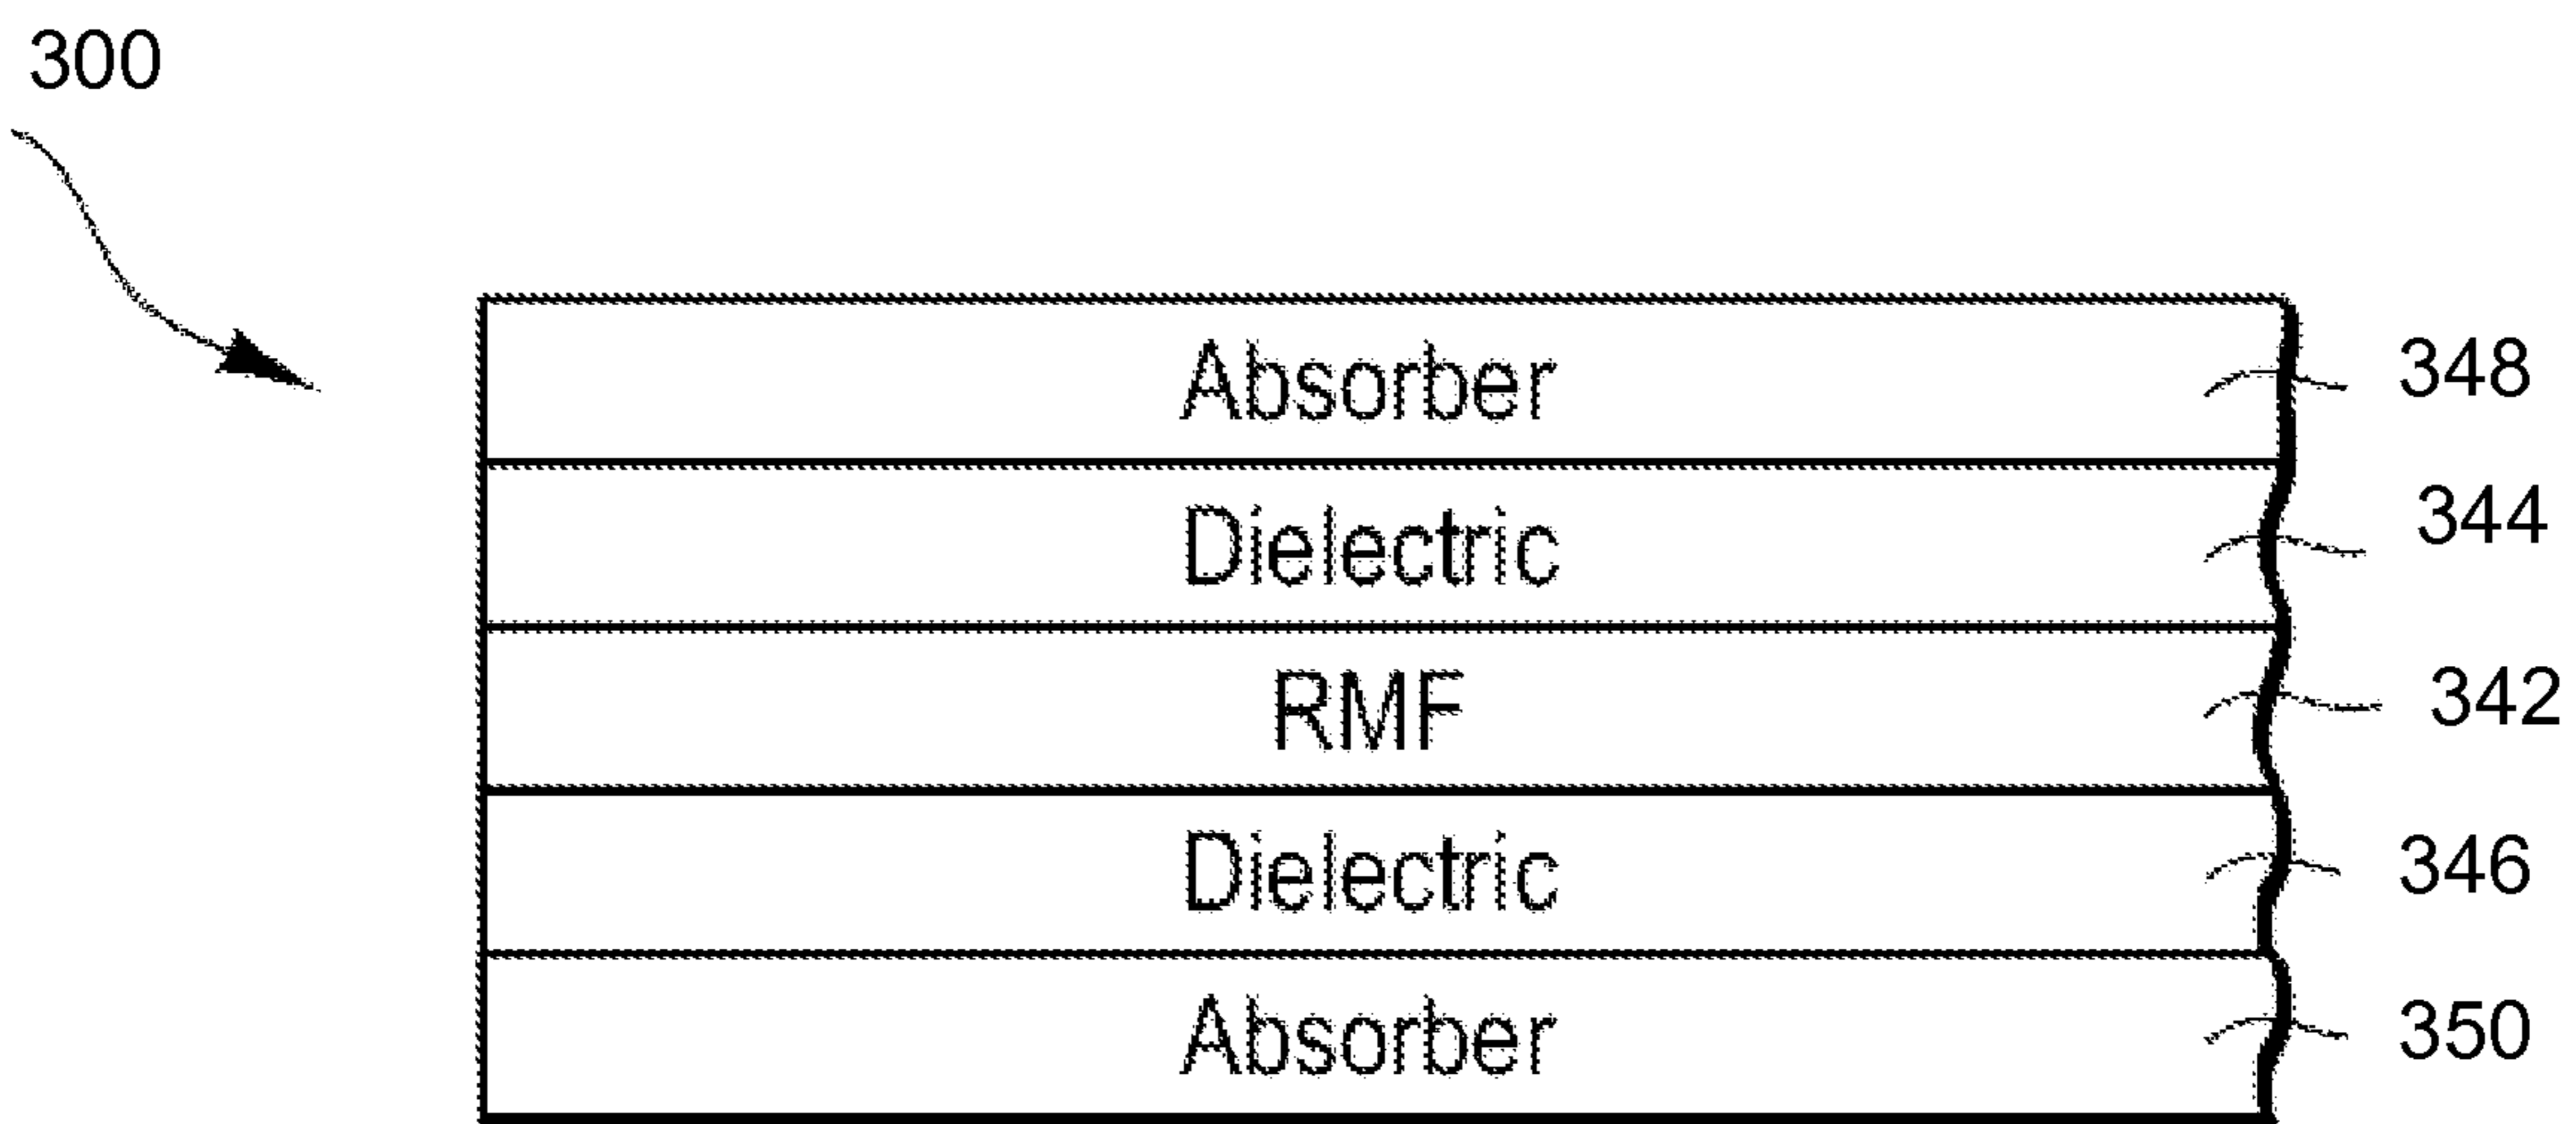 300
Absorber 348
Dielectric 344
RMF 342
Dielectric 346
Absorber 350